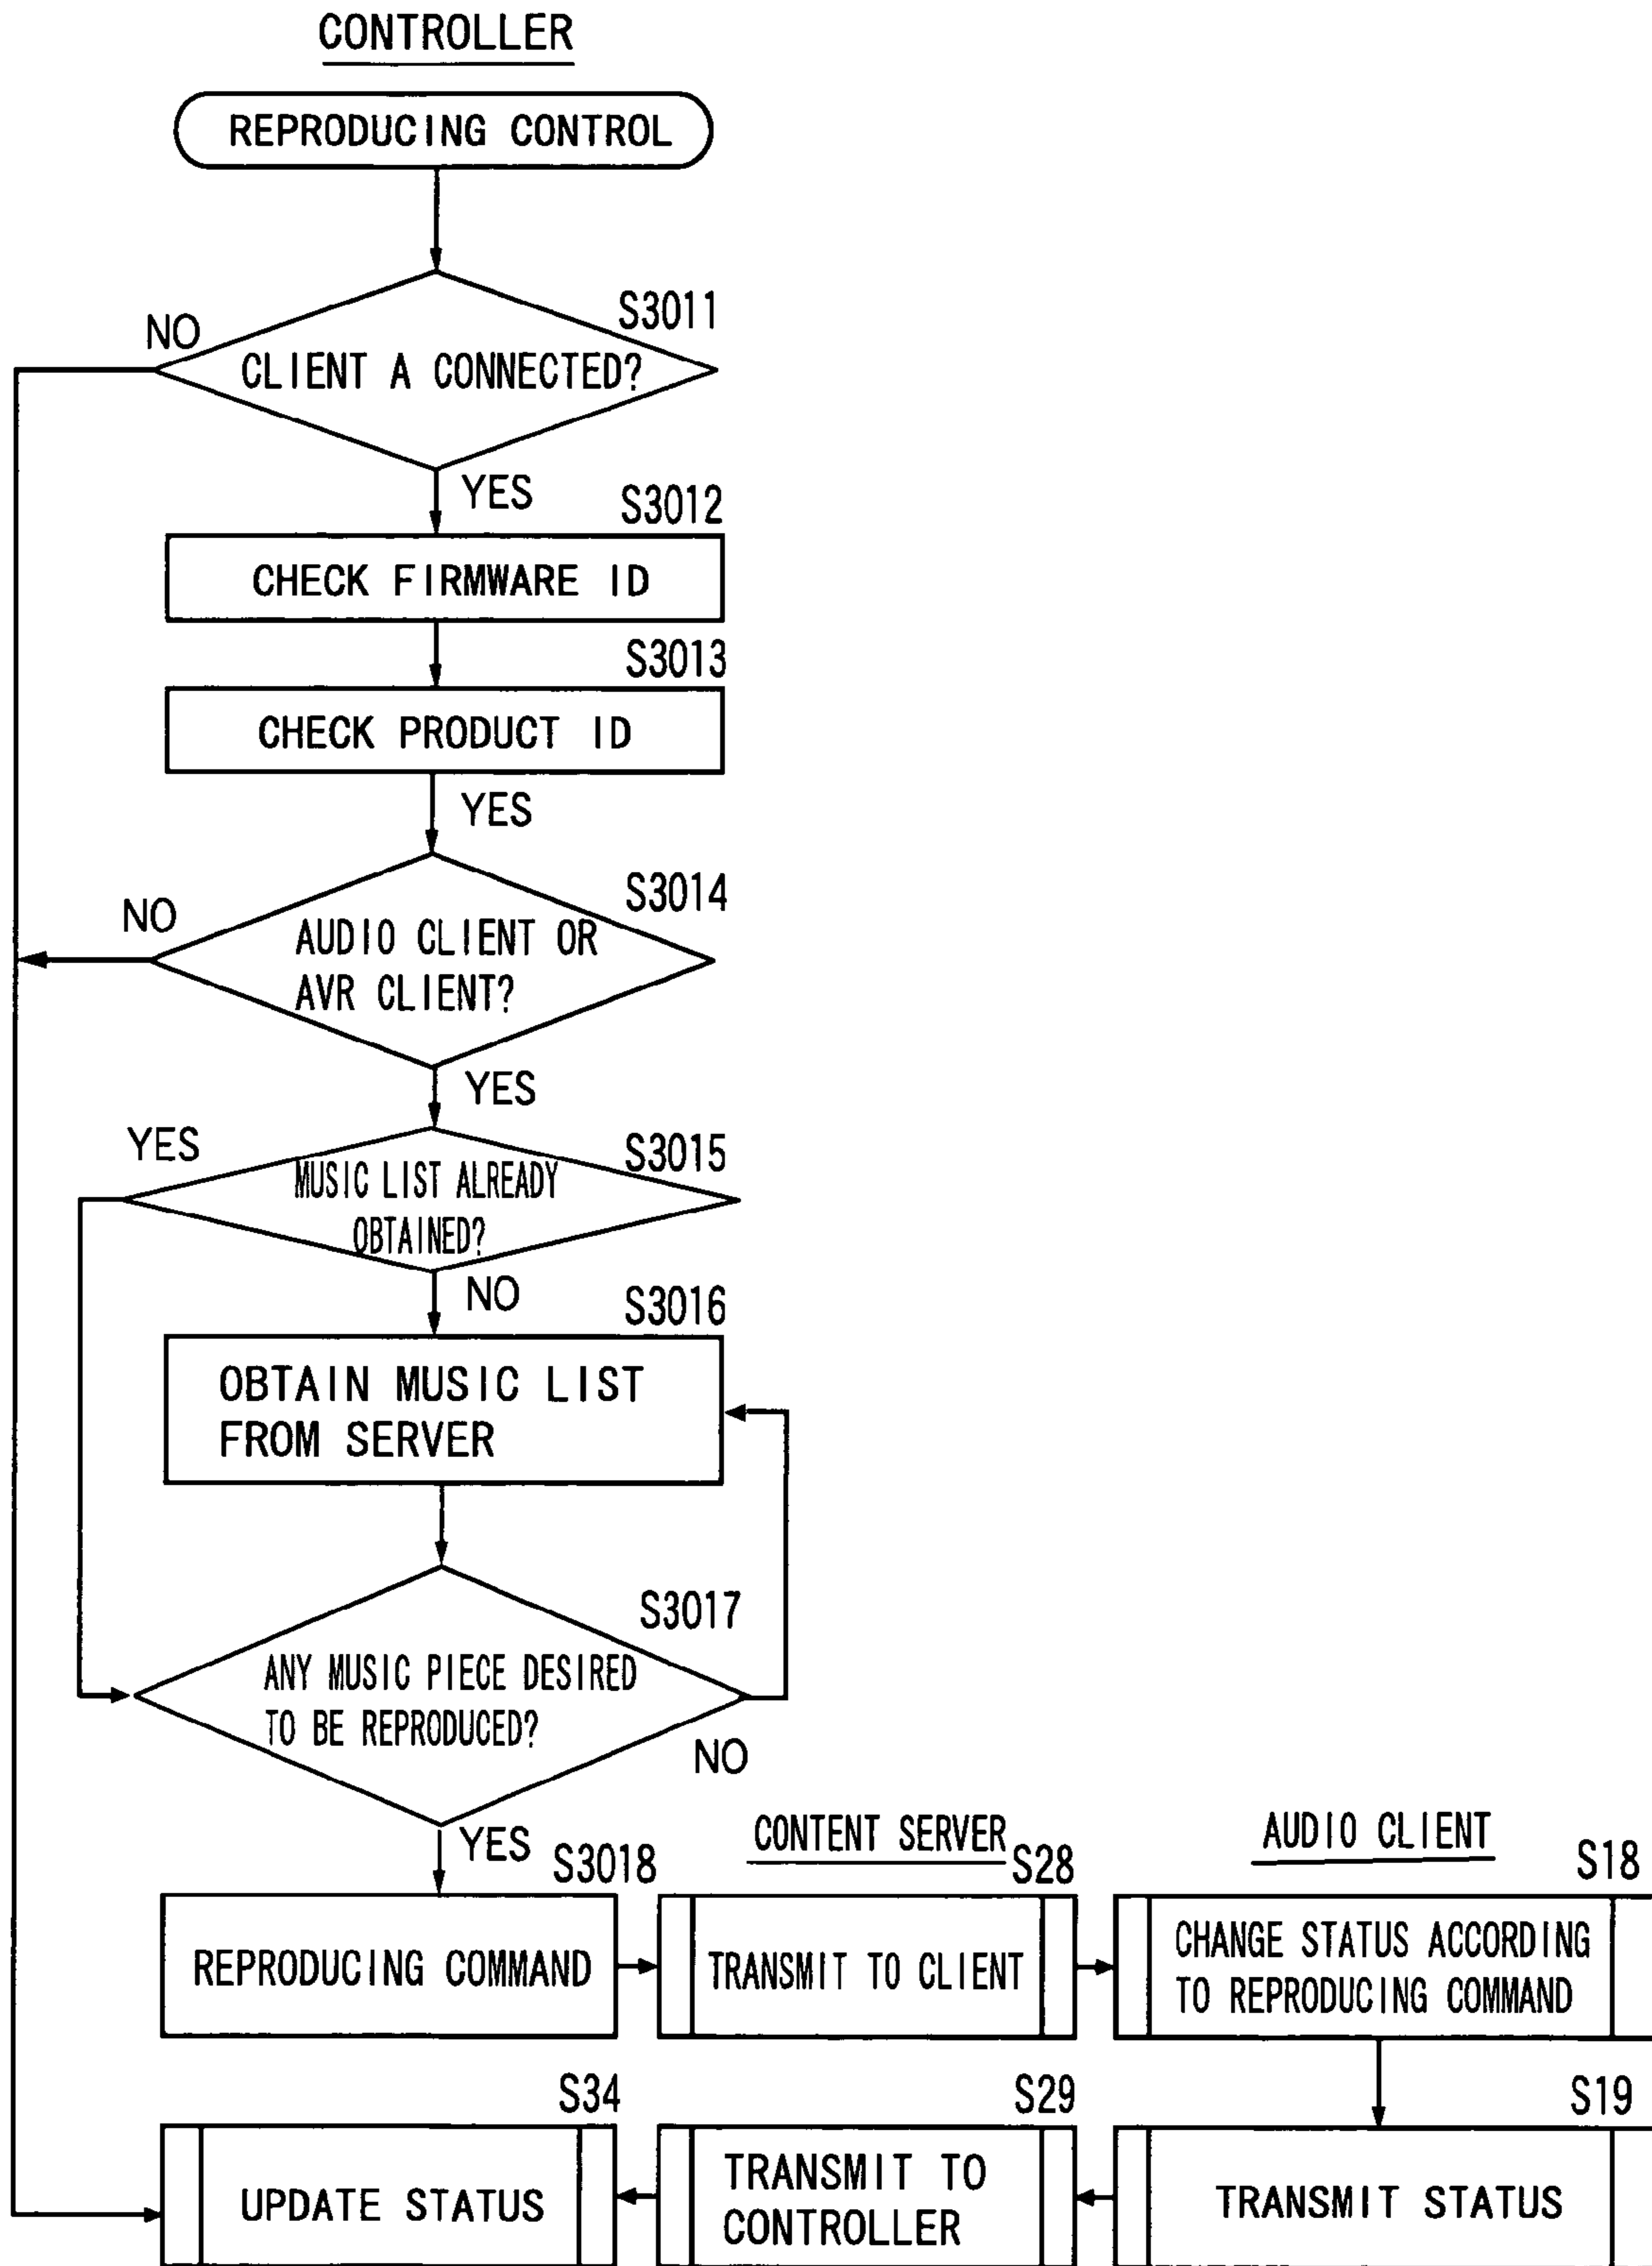 CONTROLLER
REPRODUCING CONTROL
S3011
NO
CLIENT A CONNECTED?
YES
S3012
CHECK FIRMWARE ID
S3013
CHECK PRODUCT ID
YES
S3014
NO
AUDIO CLIENT OR
AVR CLIENT?
YES
YES
S3015
MUSIC LIST ALREADY
OBTAINED?
NO
S3016
OBTAIN MUSIC LIST
FROM SERVER
S3017
ANY MUSIC PIECE DESIRED
TO BE REPRODUCED?
NO
YES
S3018
CONTENT SERVER
S28
AUDIO CLIENT
S18
REPRODUCING COMMAND
TRANSMIT TO CLIENT
CHANGE STATUS ACCORDING
TO REPRODUCING COMMAND
S34
S29
S19
UPDATE STATUS
TRANSMIT TO
CONTROLLER
TRANSMIT STATUS